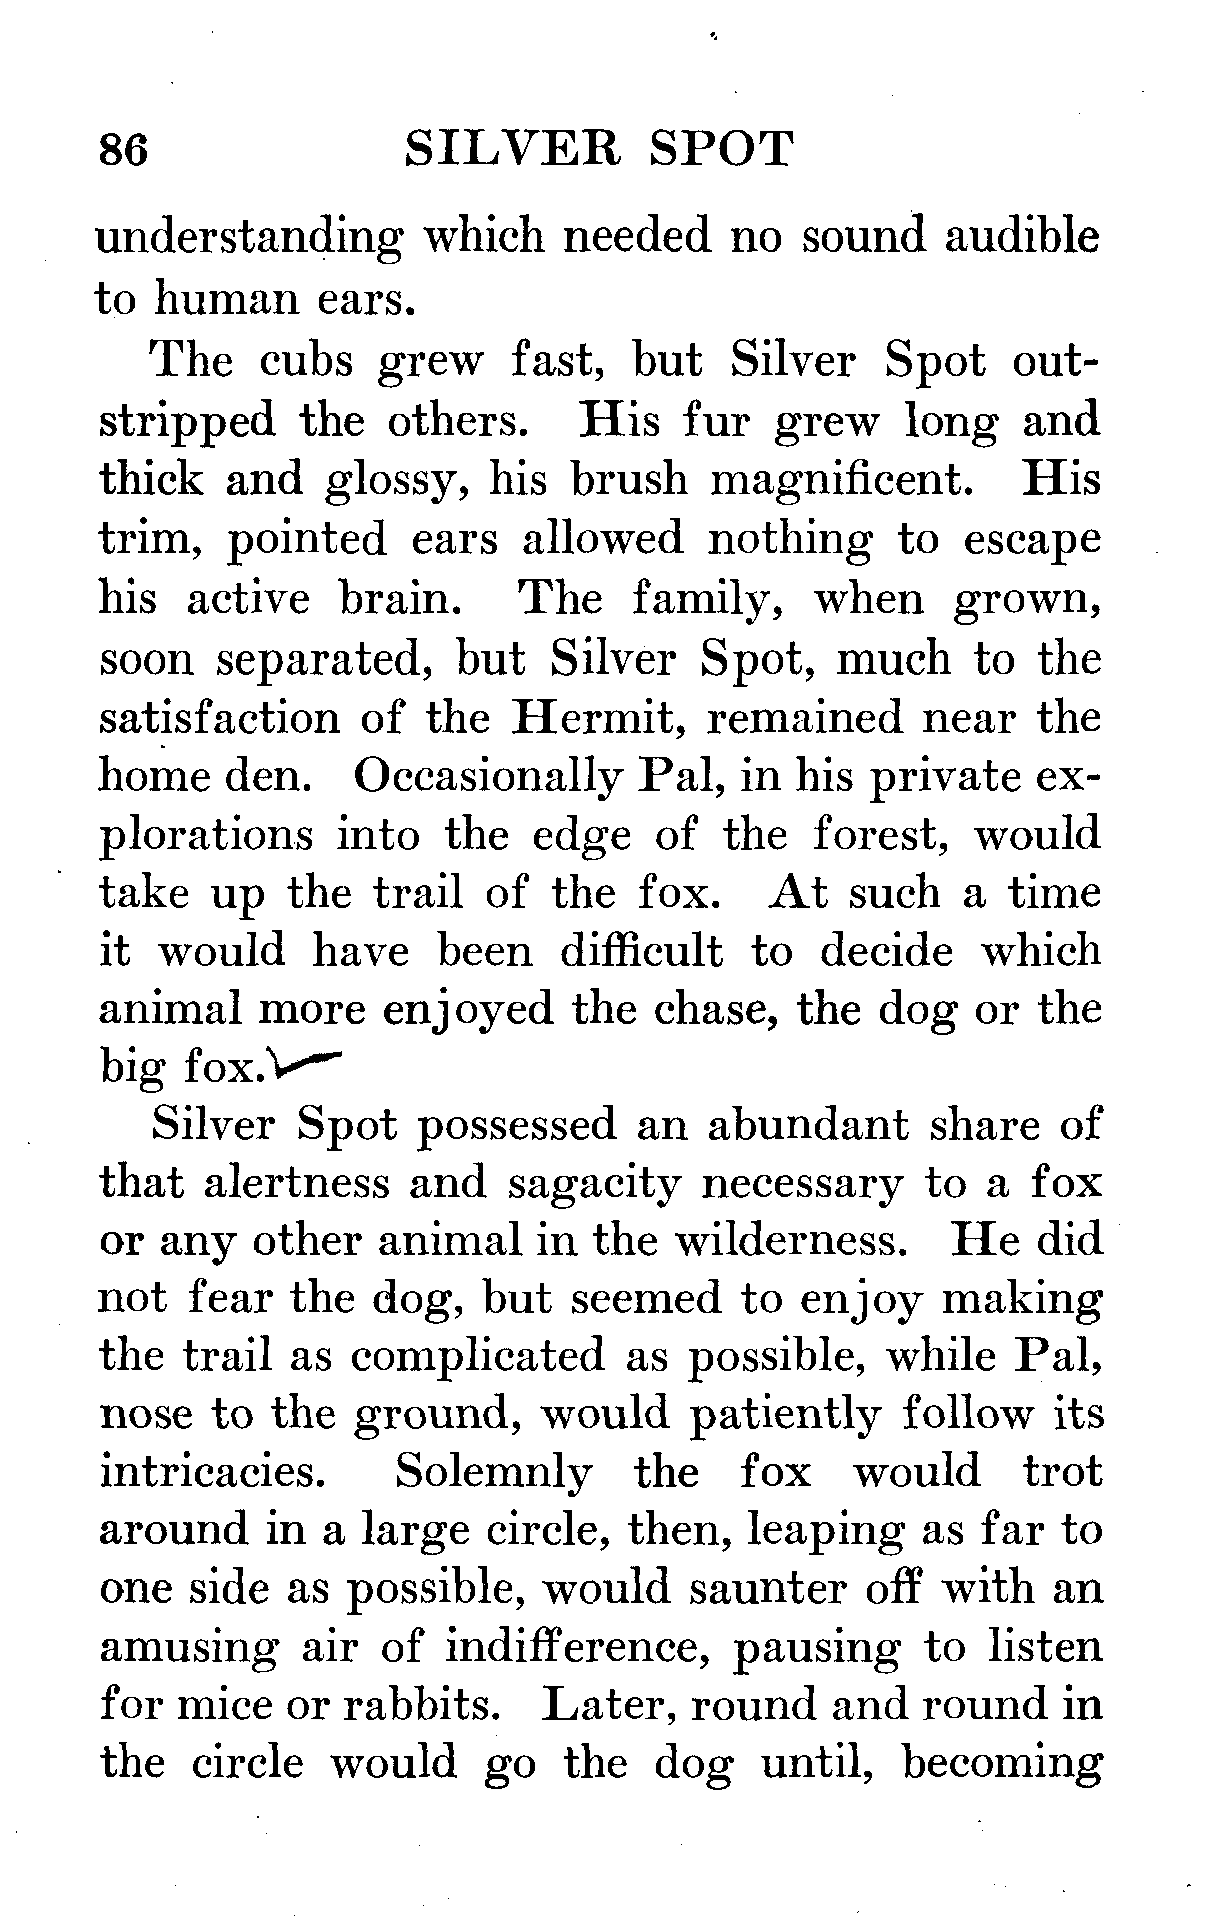 86 SILVER SPOT
understanding which needed no sound audible
to human ears.
The cubs grew fast, but Silver Spot out-
stripped the others. His fur grew long and
thick and glossy, his brush magnificent. His
trim, pointed ears allowed nothing to escape
his active brain. The family, when grown,
soon separated, but Silver Spot, much to the
satisfaction of the Hermit, remained near the
home den. Occasionally Pal, in his private ex-
plorations into the edge of the forest, would
take up the trail of the fox. At such a time
it would have been difficult to decide which
animal more enjoyed the chase, the dog or the
big fox.
Silver Spot possessed an abundant share of
that alertness and sagacity necessary to a fox
or any other animal in the wilderness. He did
not fear the dog, but seemed to enjoy making
the trail as complicated as possible, while Pal,
nose to the ground, would patiently follow its
intricacies. Solemnly the fox would trot
around in a large circle, then, leaping as far to
one side as possible, would saunter off with an
amusing air of indifference, pausing to listen
for mice or rabbits. Later, round and round in
the circle would go the dog until, becoming